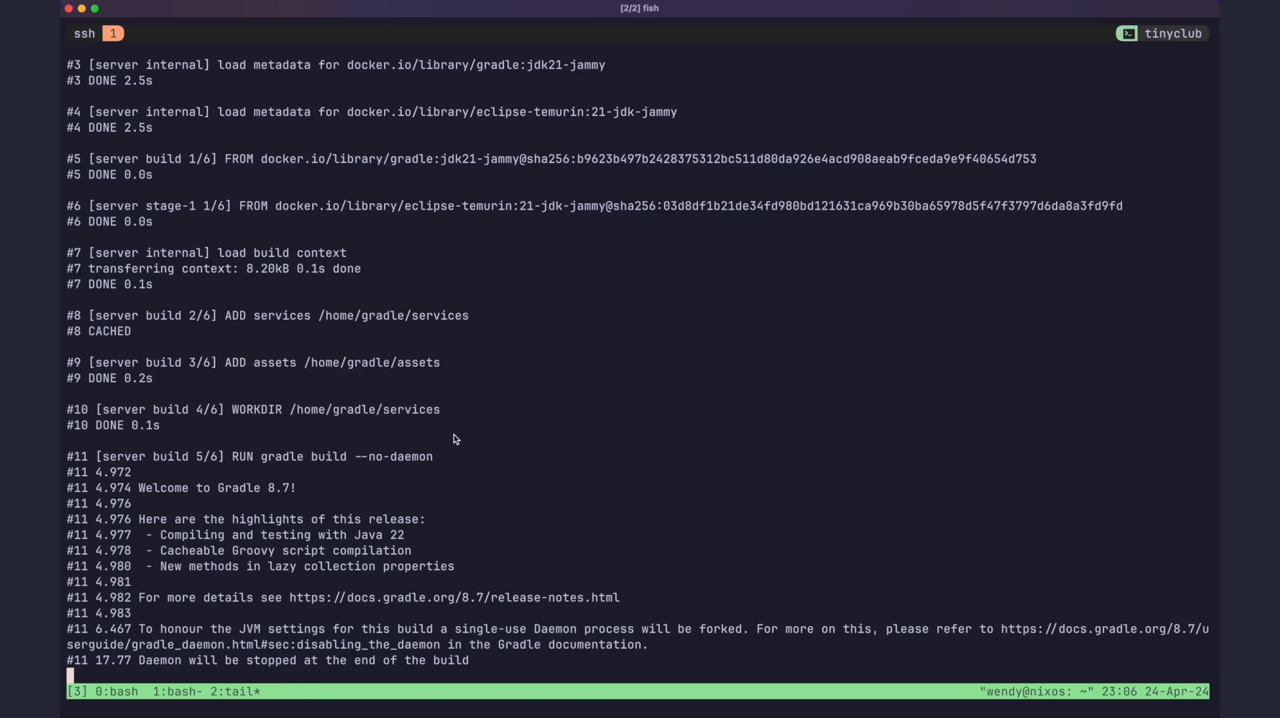 [2/2] fish
ssh 1 tinyclub
#3 [server internal] load metadata for docker.io/library/gradle:jdk21-jammy
#3 DONE 2.5s
#4 [server internal] load metadata for docker.io/library/eclipse-temurin:21-jdk-jammy
#4 DONE 2.5s
#5 [server build 1/6] FROM docker.io/library/gradle:jdk21-jammy@sha256:b9623b497b2428375312bc511d80da926e4acd908aeab9fceda9e9f40654d753
#5 DONE 0.0s
#6 [server stage-1 1/6] FROM docker.io/library/eclipse-temurin:21-jdk-jammy@sha256:03d8df1b21de34fd980bd121631ca969b30ba65978d5f47f3797d6da8a3fd9fd
#6 DONE 0.0s
#7 [server internal] load build context
#7 transferring context: 8.20kB 0.1s done
#7 DONE 0.1s
#8 [server build 2/6] ADD services /home/gradle/services
#8 CACHED
#9 [server build 3/6] ADD assets /home/gradle/assets
#9 DONE 0.2s
#10 [server build 4/6] WORKDIR /home/gradle/services
#10 DONE 0.1s
#11 [server build 5/6] RUN gradle build --no-daemon
#11 4.972
#11 4.974 Welcome to Gradle 8.7!
#11 4.976
#11 4.976 Here are the highlights of this release:
#11 4.977  - Compiling and testing with Java 22
#11 4.978  - Cacheable Groovy script compilation
#11 4.980  - New methods in lazy collection properties
#11 4.981
#11 4.982 For more details see https://docs.gradle.org/8.7/release-notes.html
#11 4.983
#11 6.467 To honour the JVM settings for this build a single-use Daemon process will be forked. For more on this, please refer to https://docs.gradle.org/8.7/u
serguide/gradle_daemon.html#sec:disabling_the_daemon in the Gradle documentation.
#11 17.77 Daemon will be stopped at the end of the build
[3] 0:bash  1:bash- 2:tail* "wendy@nixos: ~" 23:06 24-Apr-24